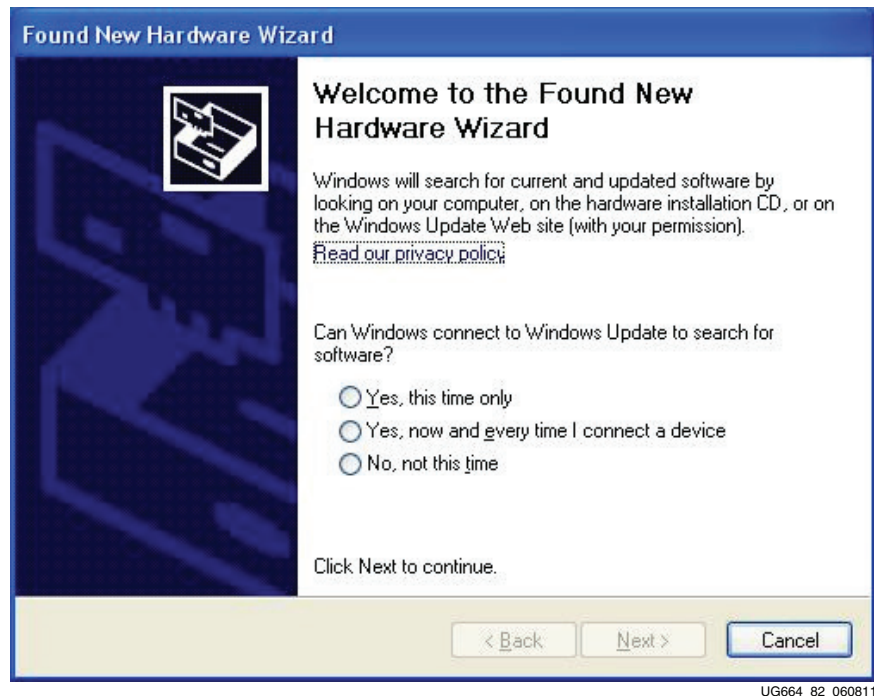 Found New Hardware Wizard
Welcome to the Found New
Hardware Wizard
Windows will search for current and updated software by
looking on your computer, on the hardware installation CD, or on
the Windows Update Web site (with your permission).
Read our privacy policy
Can Windows connect to Windows Update to search for
software?
Yes, this time only
Yes, now and every time I connect a device
No, not this time
Click Next to continue.
< Back Next > Cancel
UG664_82_060811